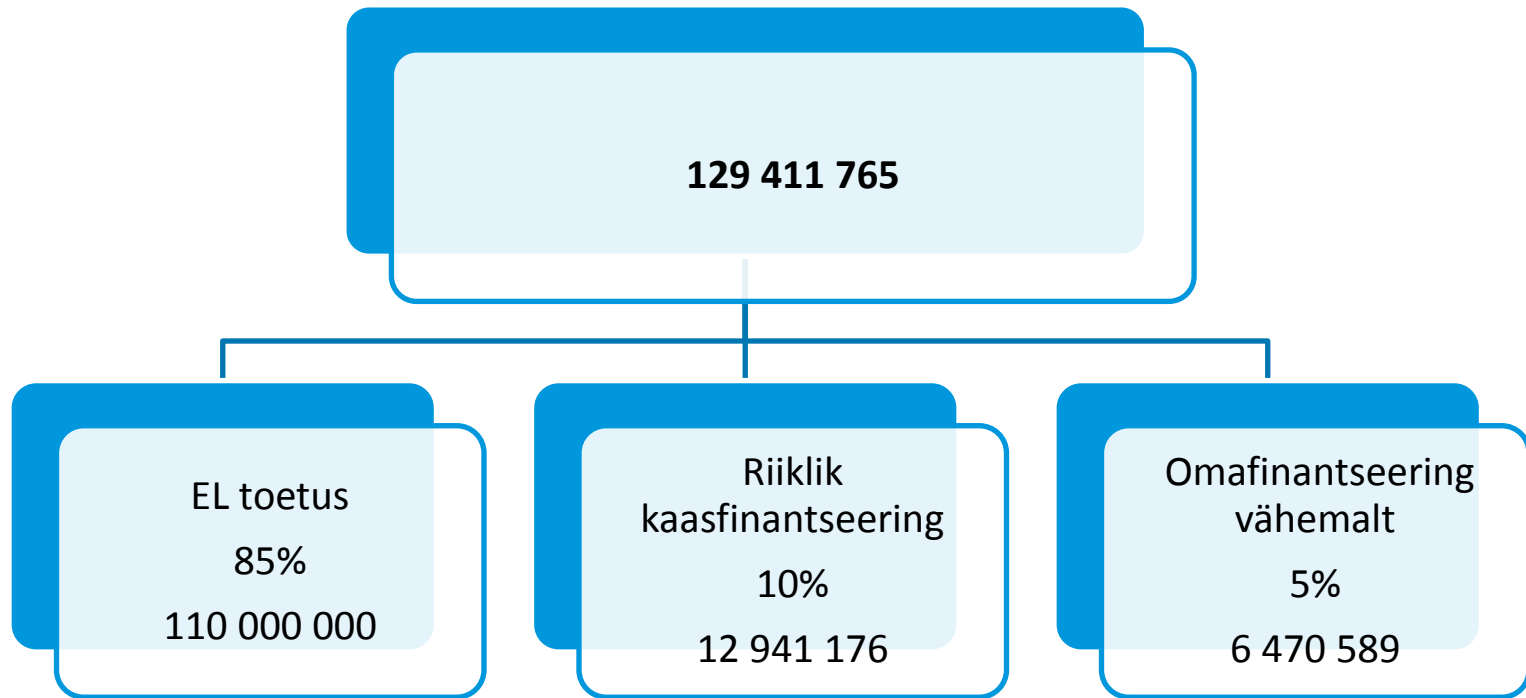 129 411 765
EL toetus
85%
110 000 000
Riiklik
kaasfinantseering
10%
12 941 176
Omafinantseering
vähemalt
5%
6 470 589